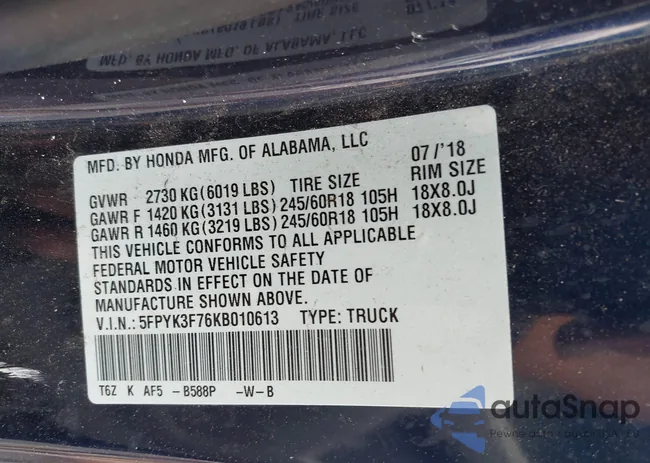 MFD. BY HONDA MFG. OF ALABAMA, LLC 07/'18
GVWR 2730 KG(6019 LBS) TIRE SIZE RIM SIZE
GAWR F 1420 KG(3131 LBS) 245/60R18 105H 18X8.0J
GAWR R 1460 KG(3219 LBS) 245/60R18 105H 18X8.0J
THIS VEHICLE CONFORMS TO ALL APPLICABLE
FEDERAL MOTOR VEHICLE SAFETY
STANDARDS IN EFFECT ON THE DATE OF
MANUFACTURE SHOWN ABOVE.
V.I.N.: 5FPYK3F76KB010613 TYPE: TRUCK
T6Z K AF5 -B588P -W-B
autoSnap